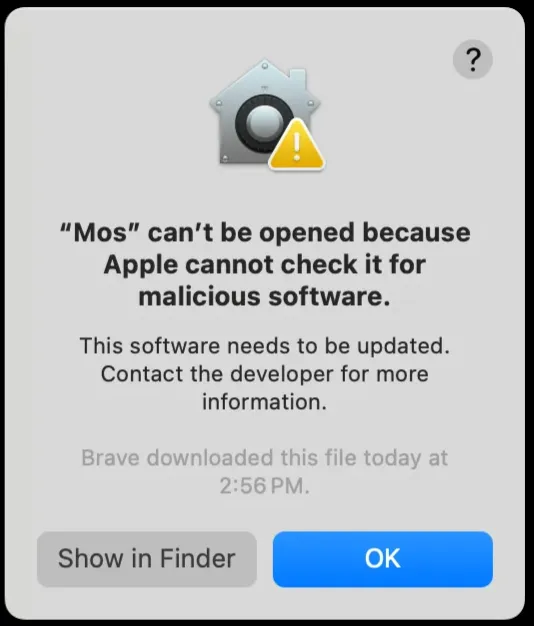 ?
“Mos” can’t be opened because
Apple cannot check it for
malicious software.
This software needs to be updated.
Contact the developer for more
information.
Brave downloaded this file today at
2:56 PM.
Show in Finder
OK